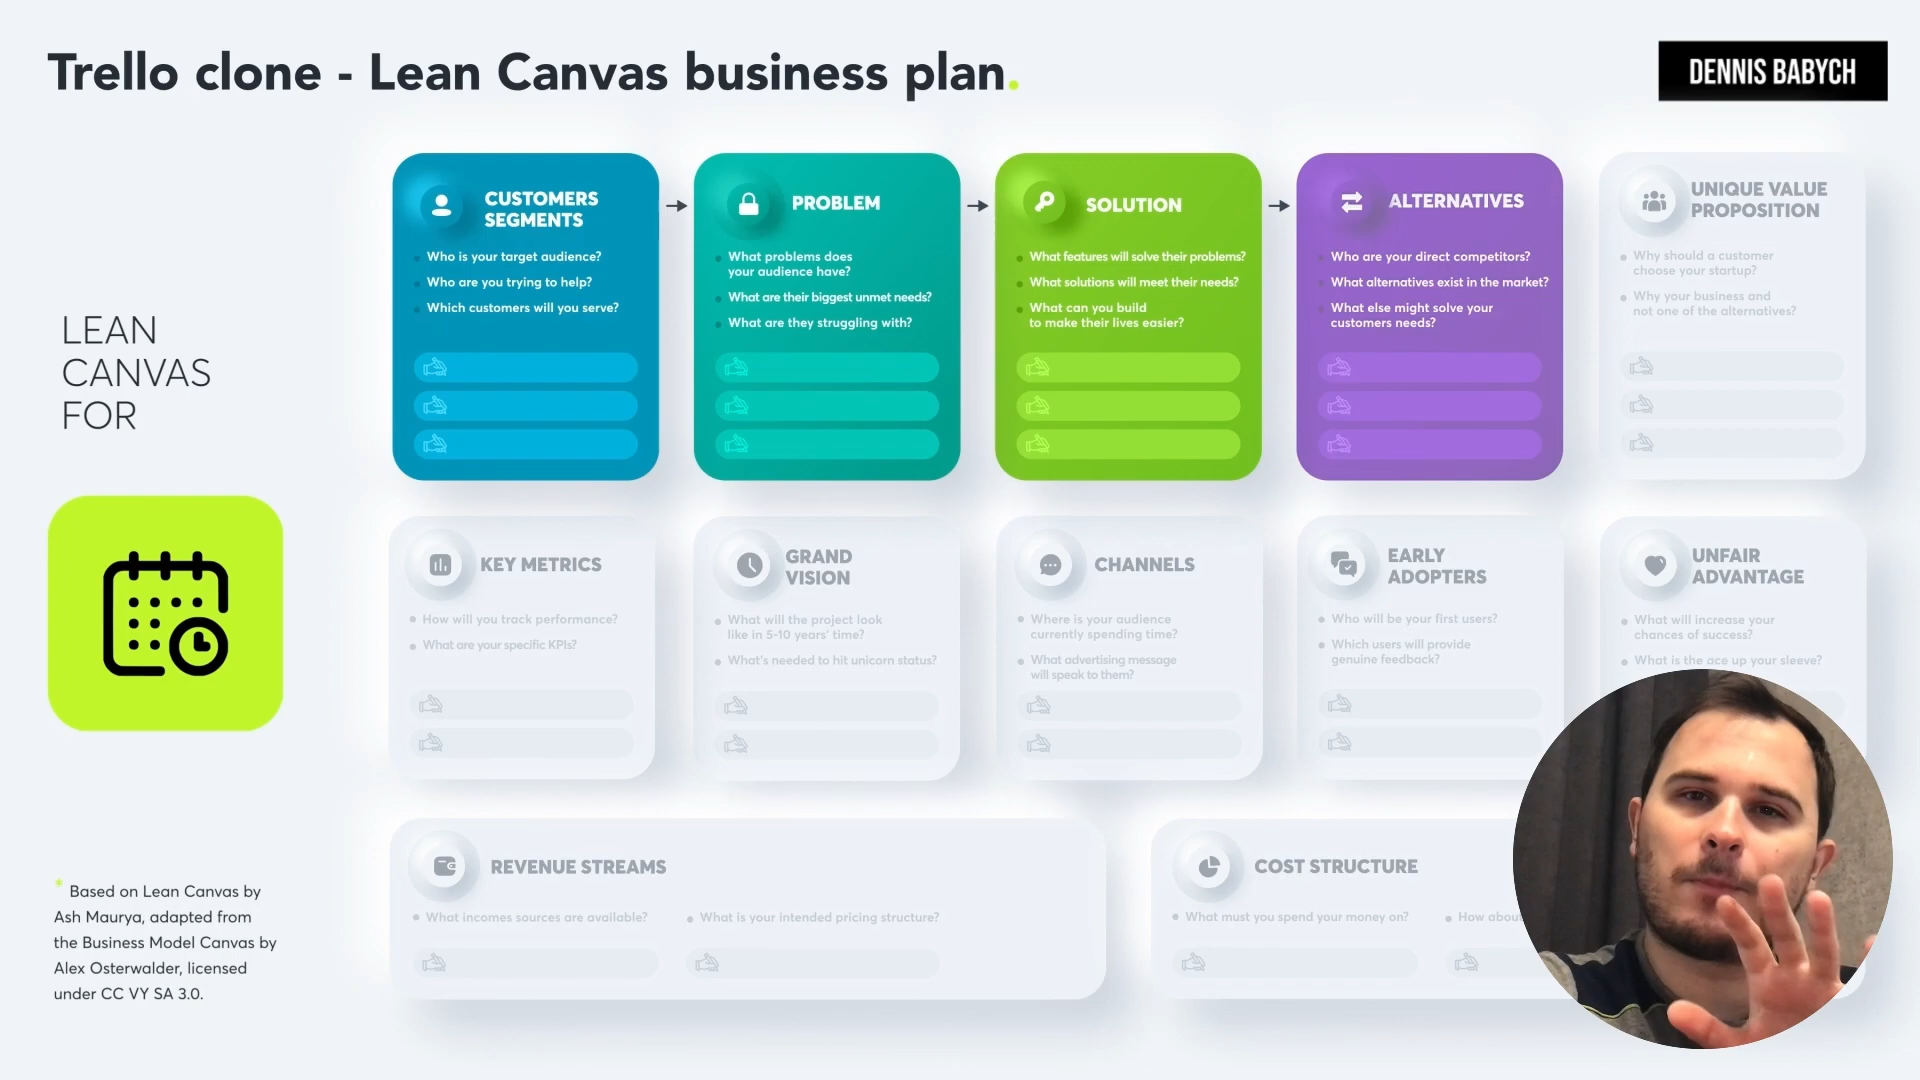 Trello clone - Lean Canvas business plan.
DENNIS BABYCH
LEAN
CANVAS
FOR
* Based on Lean Canvas by
Ash Maurya, adapted from
the Business Model Canvas by
Alex Osterwalder, licensed
under CC VY SA 3.0.
CUSTOMERS
SEGMENTS
Who is your target audience?
Who are you trying to help?
Which customers will you serve?
PROBLEM
What problems does
your audience have?
What are their biggest unmet needs?
What are they struggling with?
SOLUTION
What features will solve their problems?
What solutions will meet their needs?
What can you build
to make their lives easier?
ALTERNATIVES
Who are your direct competitors?
What alternatives exist in the market?
What else might solve your
customers needs?
UNIQUE VALUE
PROPOSITION
Why should a customer
choose your startup?
Why your business and
not one of the alternatives?
KEY METRICS
How will you track performance?
What are your specific KPIs?
GRAND
VISION
What will the project look
like in 5-10 years' time?
What's needed to hit unicorn status?
CHANNELS
Where is your audience
currently spending time?
What advertising message
will speak to them?
EARLY
ADOPTERS
Who will be your first users?
Which users will provide
genuine feedback?
UNFAIR
ADVANTAGE
What will increase your
chances of success?
What is the ace up your sleeve?
REVENUE STREAMS
What incomes sources are available?
What is your intended pricing structure?
COST STRUCTURE
What must you spend your money on?
How about